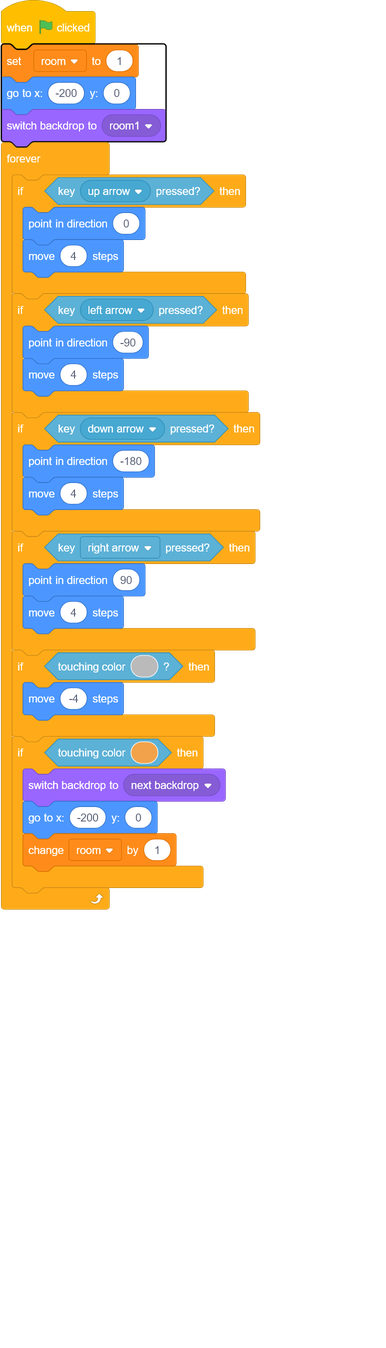 when clicked
set room to 1
go to x: -200 y: 0
switch backdrop to room1
forever
if key up arrow pressed? then
point in direction 0
move 4 steps
if key left arrow pressed? then
point in direction -90
move 4 steps
if key down arrow pressed? then
point in direction -180
move 4 steps
if key right arrow pressed? then
point in direction 90
move 4 steps
if touching color ? then
move -4 steps
if touching color then
switch backdrop to next backdrop
go to x: -200 y: 0
change room by 1